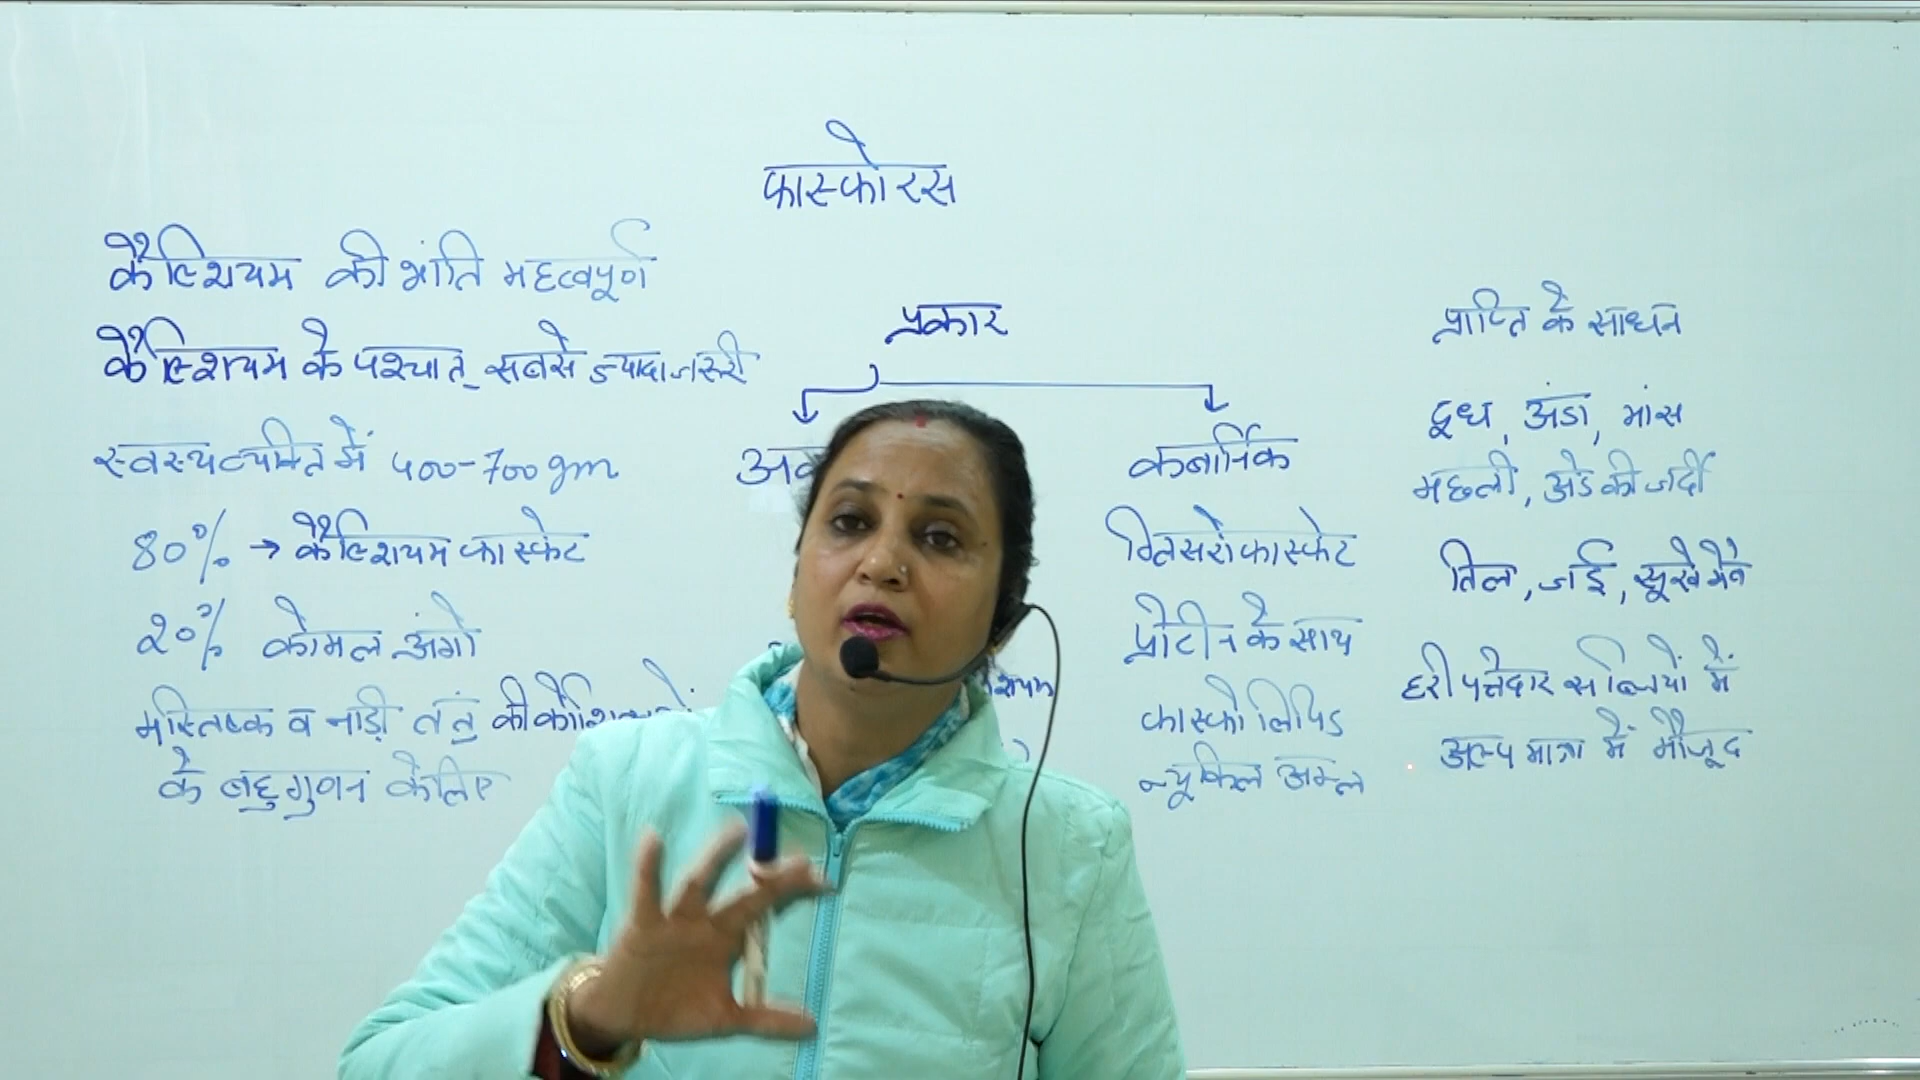 फास्फोरस
कैल्शियम की भांति महत्वपूर्ण
कैल्शियम के पश्चात् सबसे ज्यादा जरूरी
स्वस्थ व्यक्ति में 400-700 gm
80% → कैल्शियम फास्फेट
20% कोमल अंगो
मस्तिष्क व नाड़ी तंतु की
के बहुगुणन के लिए
प्रकार
कार्बनिक
ग्लिसरोफास्फेट
प्रोटीन के साथ
फास्फोलिपिड
न्यूक्लि अम्ल
प्राप्ति के साधन
दूध, अंडा, मांस
मछली, अंडे की जर्दी
तिल, जई, सूखे मेवे
हरी पत्तेदार सब्जियों में
अल्प मात्रा में मौजूद